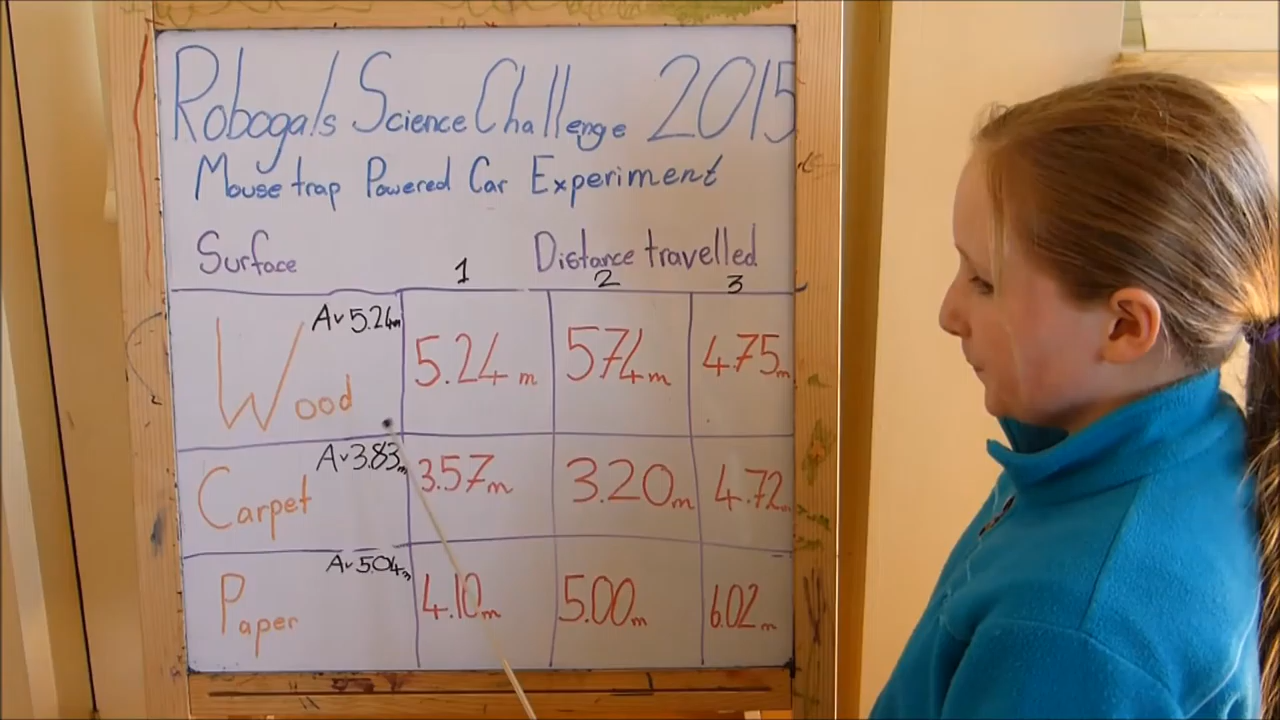 Robogals Science Challenge 2015
Mouse trap Powered Car Experiment
Surface Distance travelled
1 2 3
Wood Av 5.24m 5.24m 574m 4.75m
Carpet Av 3.83m 3.57m 3.20m 4.72m
Paper Av 5.04m 4.10m 5.00m 6.02m